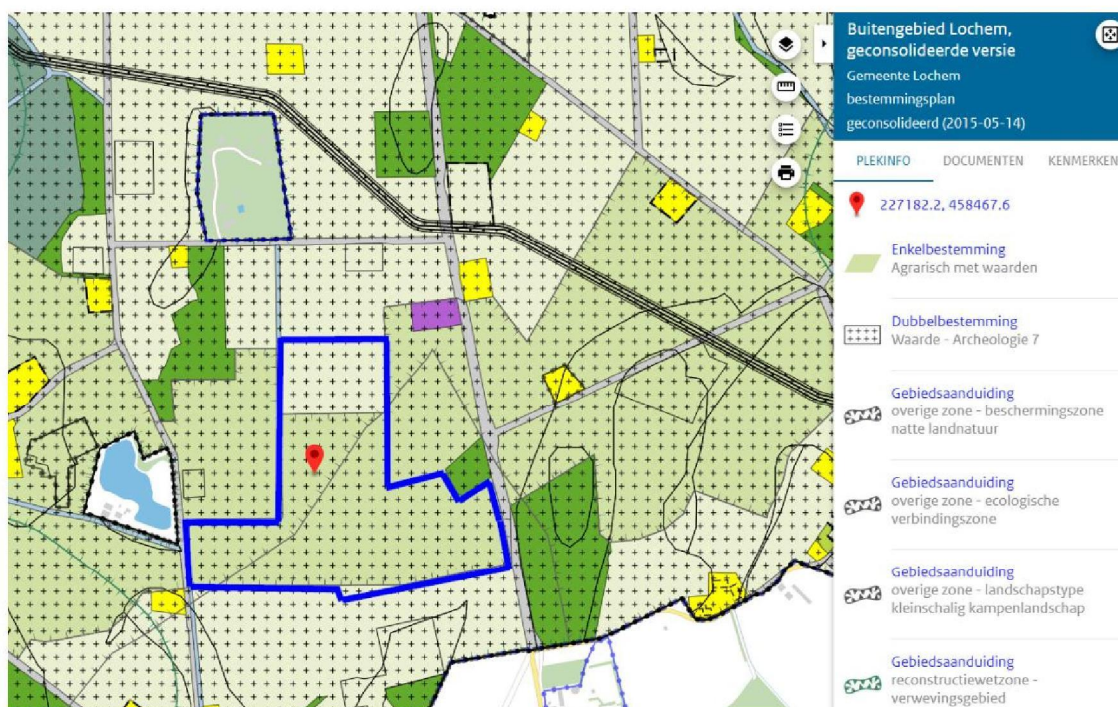 Buitengebied Lochem,
geconsolideerde versie
Gemeente Lochem
bestemmingsplan
geconsolideerd (2015-05-14)
PLEKINFO DOCUMENTEN KENMERKEN
227182.2, 458467.6
Enkelbestemming
Agrarisch met waarden
Dubbelbestemming
Waarde - Archeologie 7
Gebiedsaanduiding
overige zone - beschermingszone
natte landnatuur
Gebiedsaanduiding
overige zone - ecologische
verbindingszone
Gebiedsaanduiding
overige zone - landschapstype
kleinschalig kampenlandschap
Gebiedsaanduiding
reconstructiewetzone -
verwevingsgebied